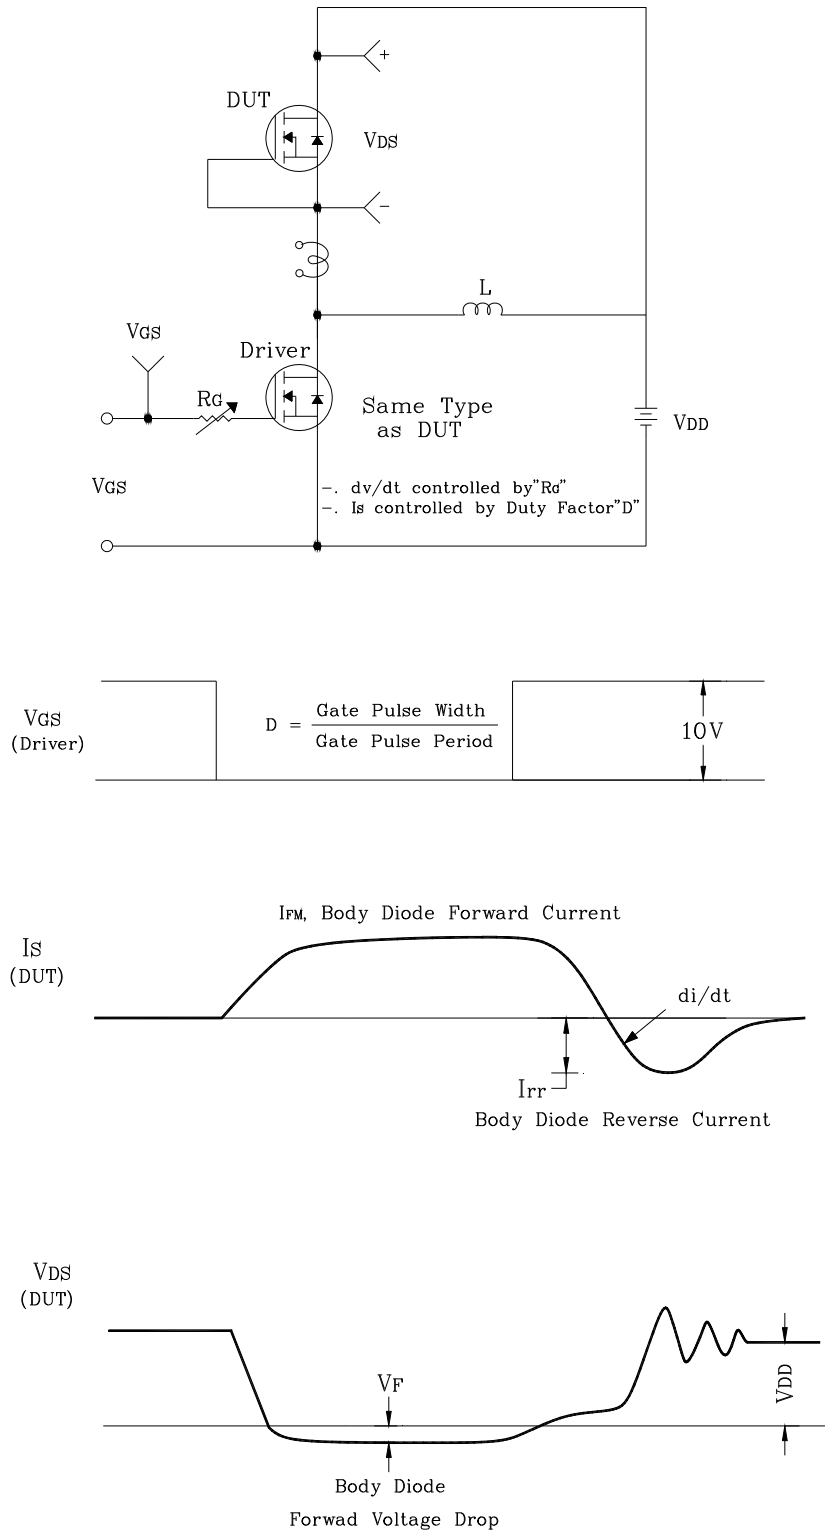 +
DUT
VDS
-
L
VGS
Driver
RG
Same Type
as DUT
VDD
VGS
-. dv/dt controlled by"RG"
-. Is controlled by Duty Factor"D"
VGS
(Driver)
D = Gate Pulse Width
Gate Pulse Period
10V
IFM, Body Diode Forward Current
IS
(DUT)
di/dt
Irr
Body Diode Reverse Current
VDS
(DUT)
VF
VDD
Body Diode
Forwad Voltage Drop